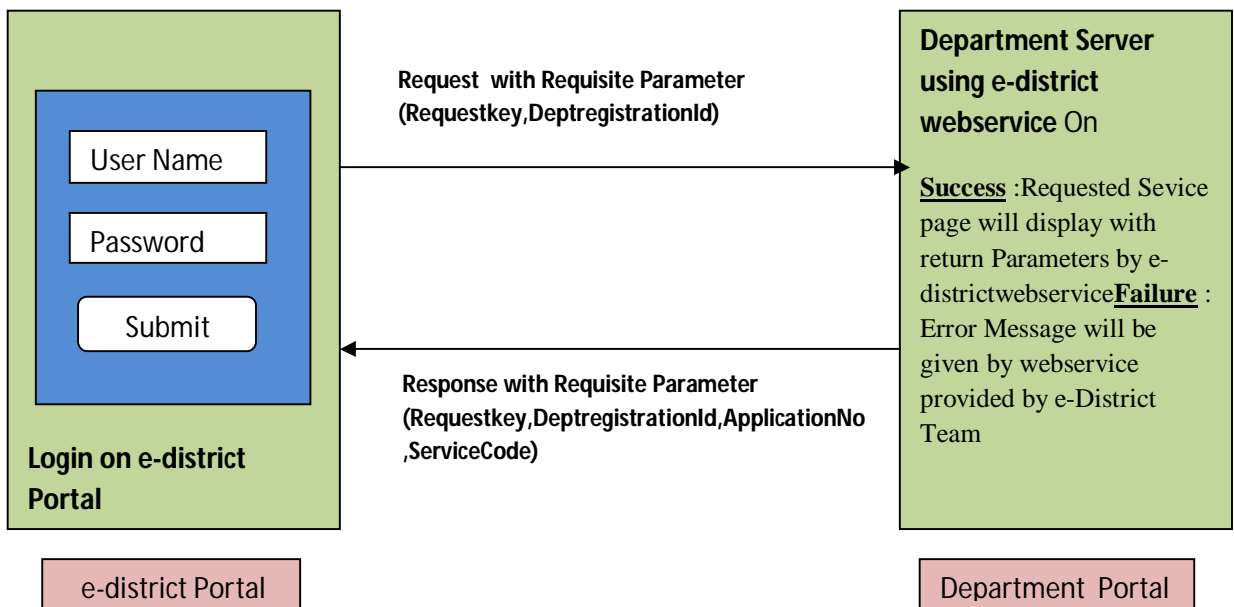 User Name
Password
Submit
Login on e-district
Portal
Request with Requisite Parameter
(Requestkey,DeptregistrationId)
Response with Requisite Parameter
(Requestkey,DeptregistrationId,ApplicationNo
,ServiceCode)
Department Server
using e-district
webservice On
Success :Requested Sevice
page will display with
return Parameters by e-
districtwebserviceFailure :
Error Message will be
given by webservice
provided by e-District
Team
e-district Portal
Department Portal